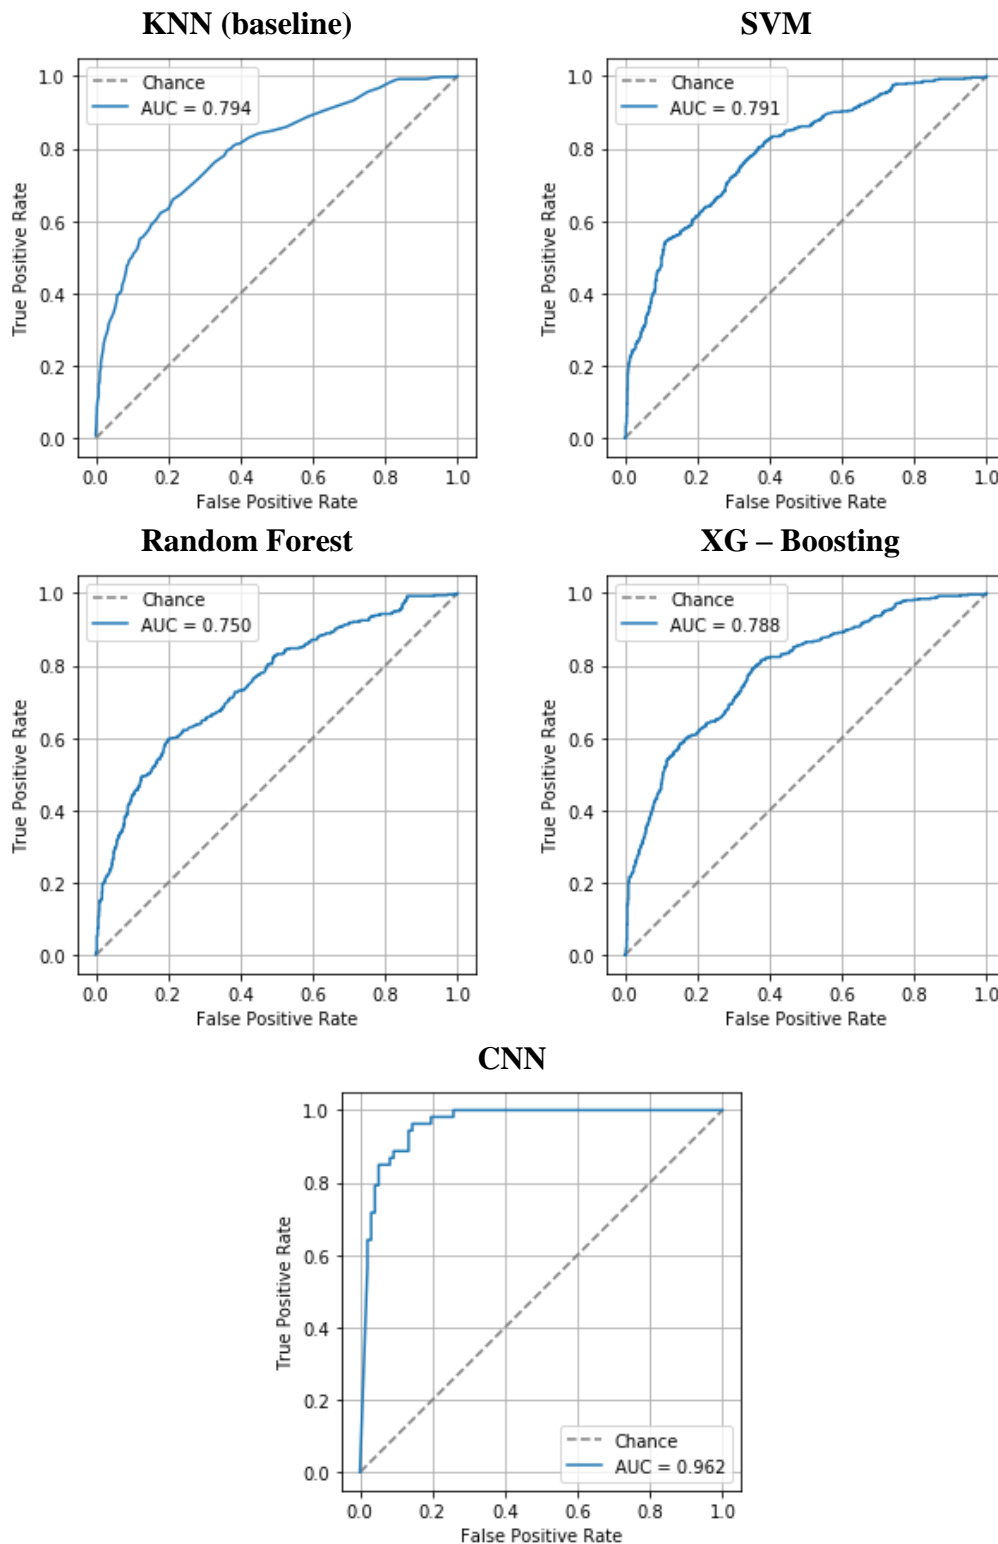 KNN (baseline)
1.0
0.8
0.6
0.4
0.2
0.0
True Positive Rate
Chance
AUC = 0.794
0.0 0.2 0.4 0.6 0.8 1.0
False Positive Rate
SVM
1.0
0.8
0.6
0.4
0.2
0.0
True Positive Rate
Chance
AUC = 0.791
0.0 0.2 0.4 0.6 0.8 1.0
False Positive Rate
Random Forest
1.0
0.8
0.6
0.4
0.2
0.0
True Positive Rate
Chance
AUC = 0.750
0.0 0.2 0.4 0.6 0.8 1.0
False Positive Rate
XG – Boosting
1.0
0.8
0.6
0.4
0.2
0.0
True Positive Rate
Chance
AUC = 0.788
0.0 0.2 0.4 0.6 0.8 1.0
False Positive Rate
CNN
1.0
0.8
0.6
0.4
0.2
0.0
True Positive Rate
Chance
AUC = 0.962
0.0 0.2 0.4 0.6 0.8 1.0
False Positive Rate